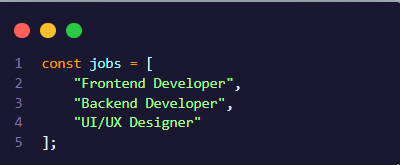 1 const jobs = [
2     "Frontend Developer",
3     "Backend Developer",
4     "UI/UX Designer"
5 ];